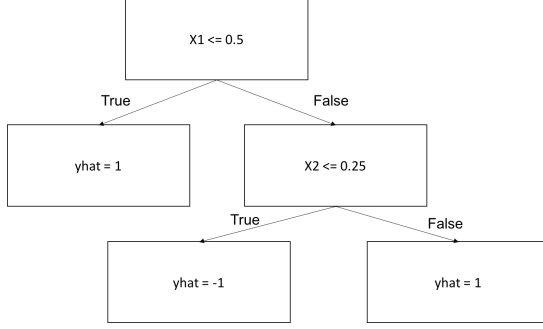 X1 <= 0.5
True
False
yhat = 1
X2 <= 0.25
True
False
yhat = -1
yhat = 1